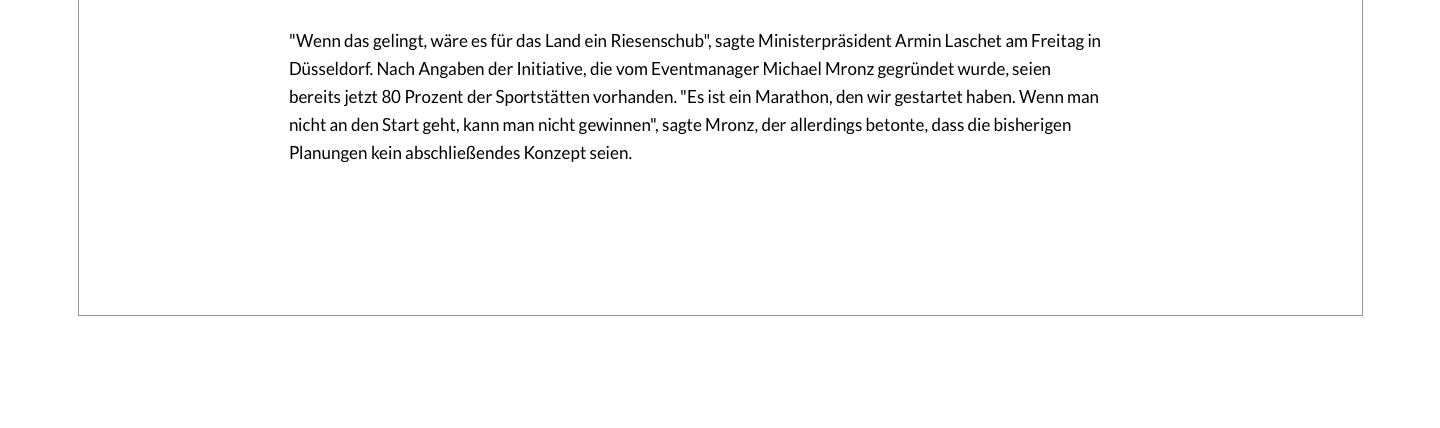 "Wenn das gelingt, wäre es für das Land ein Riesenschub", sagte Ministerpräsident Armin Laschet am Freitag in
Düsseldorf. Nach Angaben der Initiative, die vom Eventmanager Michael Mronz gegründet wurde, seien
bereits jetzt 80 Prozent der Sportstätten vorhanden. "Es ist ein Marathon, den wir gestartet haben. Wenn man
nicht an den Start geht, kann man nicht gewinnen", sagte Mronz, der allerdings betonte, dass die bisherigen
Planungen kein abschließendes Konzept seien.